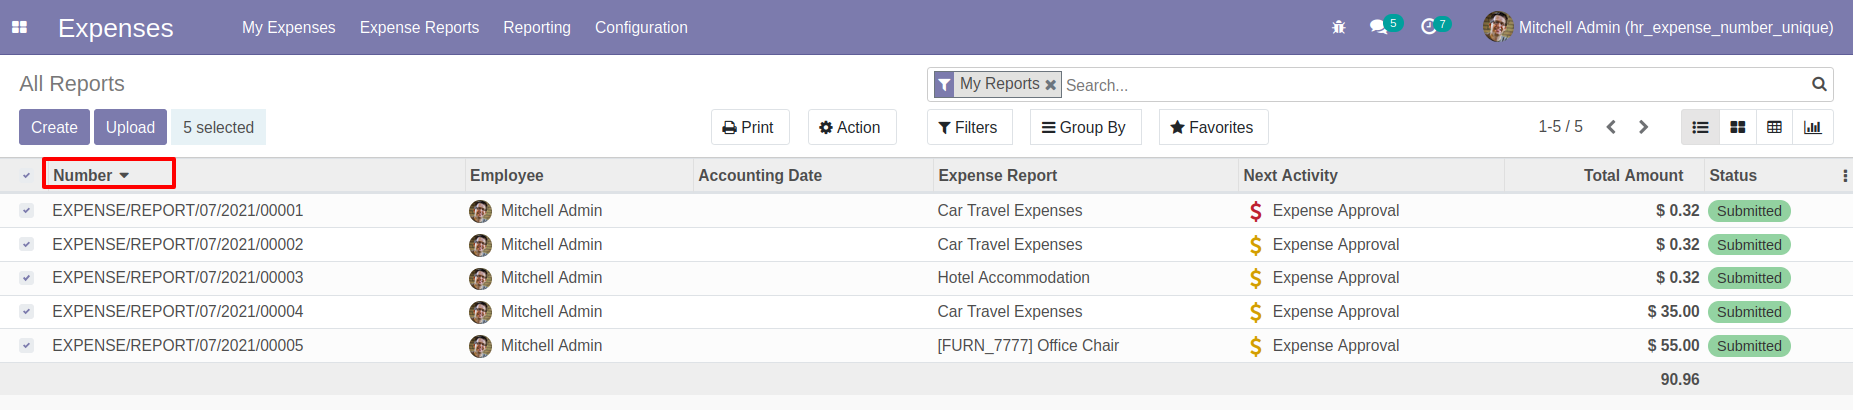 Expenses My Expenses Expense Reports Reporting Configuration 5 7 Mitchell Admin (hr_expense_number_unique)
All Reports My Reports Search...
Create Upload 5 selected Print Action Filters Group By Favorites 1-5 / 5
Number Employee Accounting Date Expense Report Next Activity Total Amount Status
EXPENSE/REPORT/07/2021/00001 Mitchell Admin Car Travel Expenses Expense Approval $ 0.32 Submitted
EXPENSE/REPORT/07/2021/00002 Mitchell Admin Car Travel Expenses Expense Approval $ 0.32 Submitted
EXPENSE/REPORT/07/2021/00003 Mitchell Admin Hotel Accommodation Expense Approval $ 0.32 Submitted
EXPENSE/REPORT/07/2021/00004 Mitchell Admin Car Travel Expenses Expense Approval $ 35.00 Submitted
EXPENSE/REPORT/07/2021/00005 Mitchell Admin [FURN_7777] Office Chair Expense Approval $ 55.00 Submitted
90.96